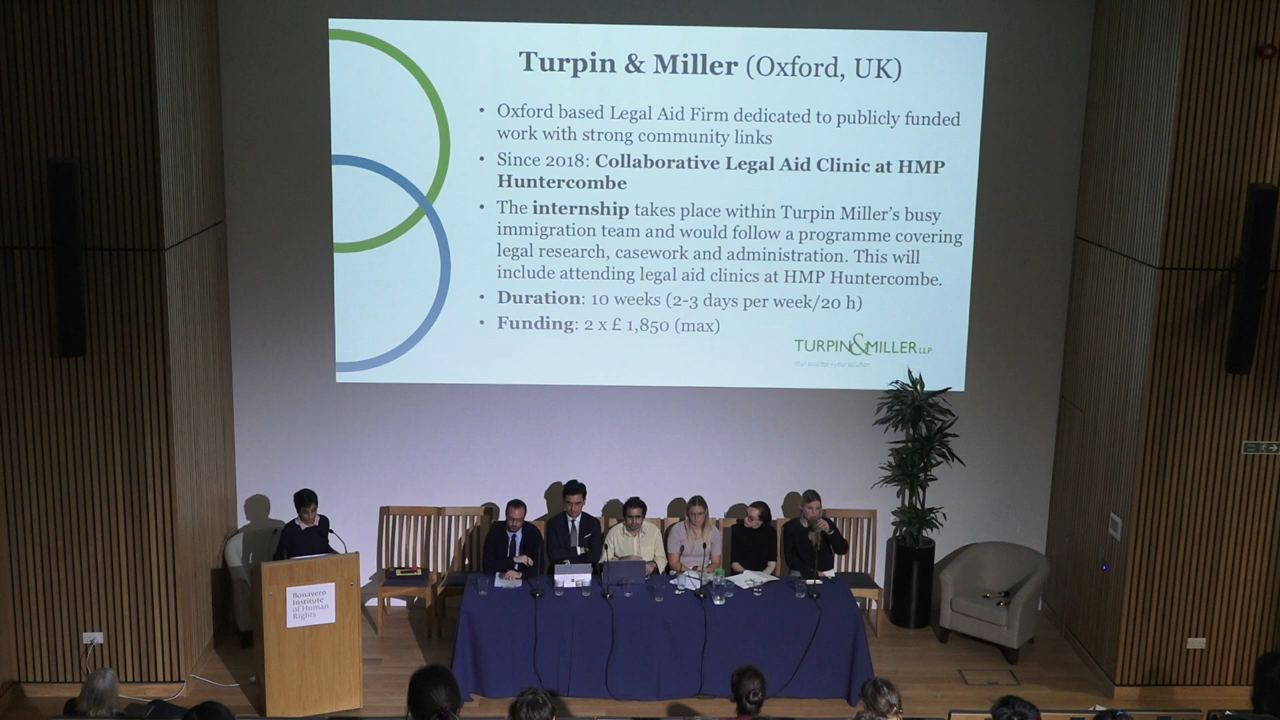 Turpin & Miller (Oxford, UK)
• Oxford based Legal Aid Firm dedicated to publicly funded
work with strong community links
• Since 2018: Collaborative Legal Aid Clinic at HMP
Huntercombe
• The internship takes place within Turpin Miller's busy
immigration team and would follow a programme covering
legal research, casework and administration. This will
include attending legal aid clinics at HMP Huntercombe.
• Duration: 10 weeks (2-3 days per week/20 h)
• Funding: 2 x £ 1,850 (max)
TURPIN&MILLER LLP
Bonavero
Institute
of Human
Rights